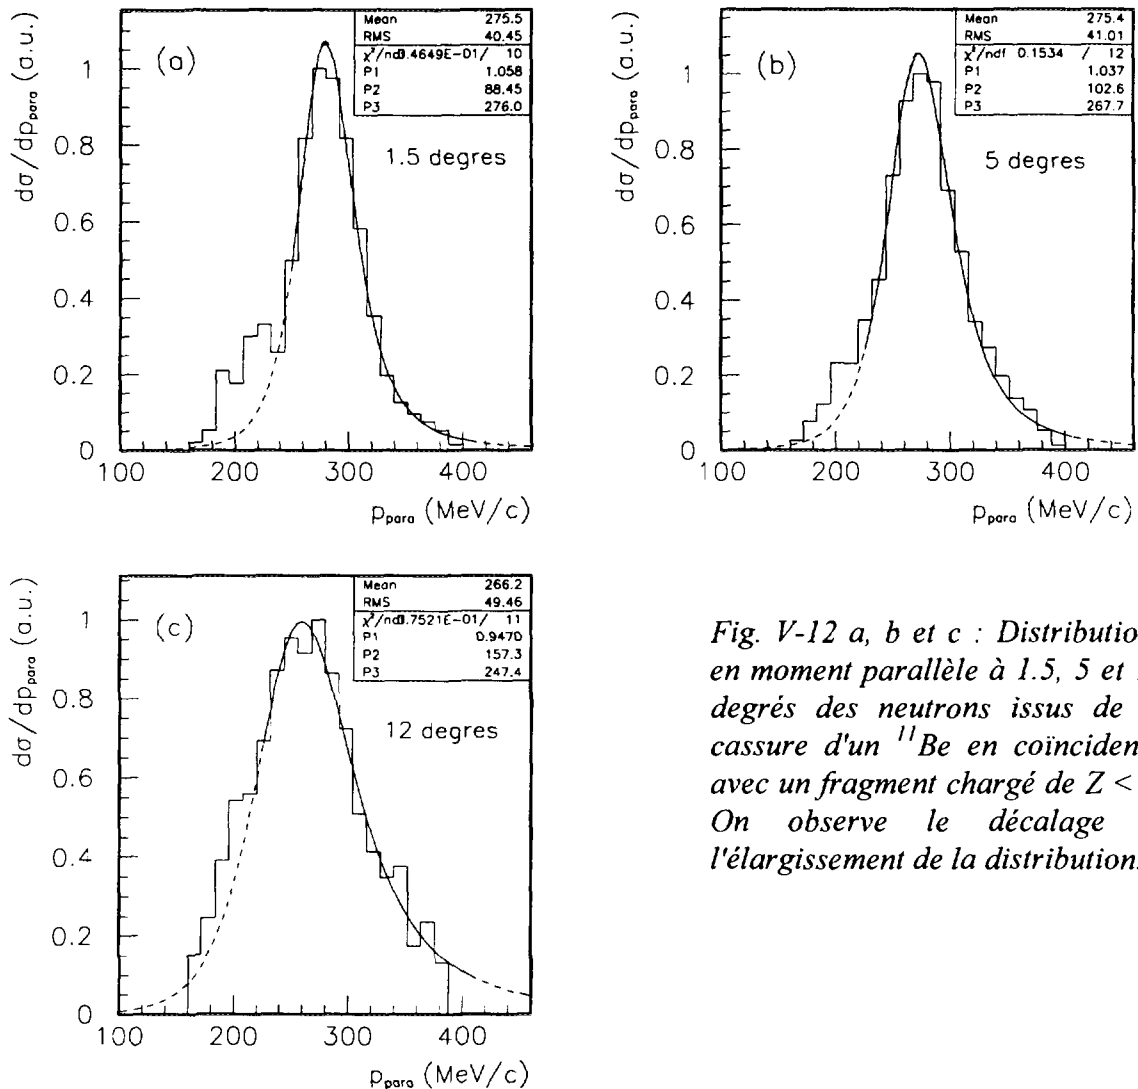 (a)
Mean 275.5
RMS 40.45
χ²/ndf 0.4649E-01/ 10
P1 1.058
P2 88.45
P3 276.0
1.5 degres
dσ/dp_para (a.u.)
1
0.8
0.6
0.4
0.2
0
100 200 300 400
p_para (MeV/c)
(b)
Mean 275.4
RMS 41.01
χ²/ndf 0.1534 / 12
P1 1.037
P2 102.6
P3 267.7
5 degres
dσ/dp_para (a.u.)
1
0.8
0.6
0.4
0.2
0
100 200 300 400
p_para (MeV/c)
(c)
Mean 266.2
RMS 49.46
χ²/nd 0.7521E-01/ 11
P1 0.9470
P2 157.3
P3 247.4
12 degres
dσ/dp_para (a.u.)
1
0.8
0.6
0.4
0.2
0
100 200 300 400
p_para (MeV/c)
Fig. V-12 a, b et c : Distributio
en moment parallèle à 1.5, 5 et
degrés des neutrons issus de
cassure d'un ¹¹Be en coïnciden
avec un fragment chargé de Z <
On observe le décalage
l'élargissement de la distribution